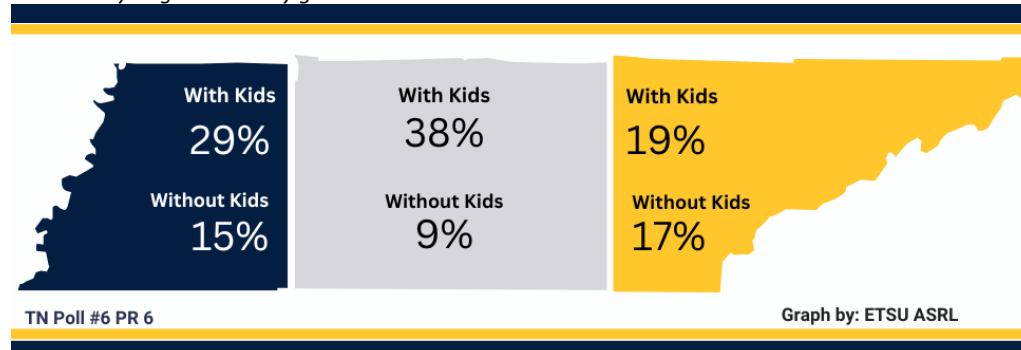 With Kids
29%
Without Kids
15%
With Kids
38%
Without Kids
9%
With Kids
19%
Without Kids
17%
TN Poll #6 PR 6
Graph by: ETSU ASRL